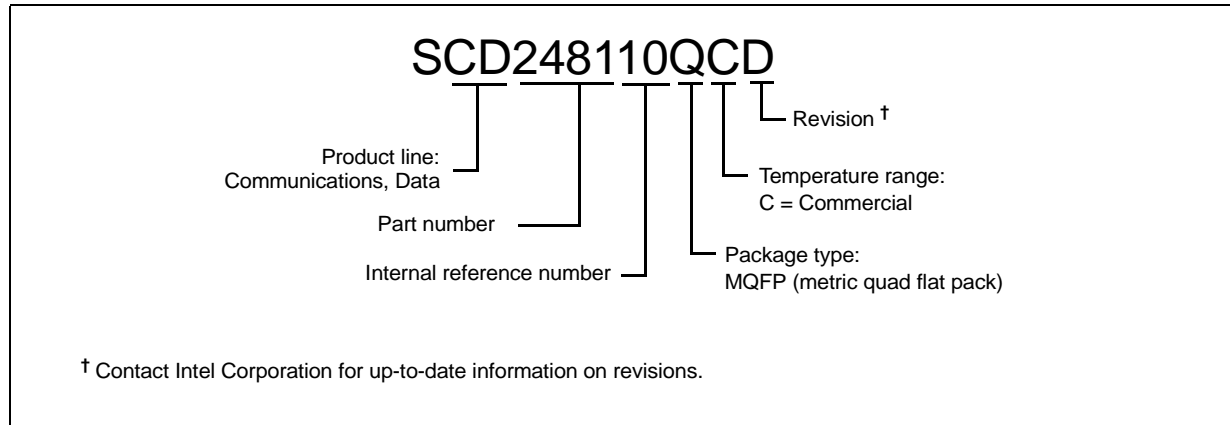 SCD248110QCD
Revision †
Product line:
Communications, Data
Temperature range:
C = Commercial
Part number
Package type:
MQFP (metric quad flat pack)
Internal reference number
† Contact Intel Corporation for up-to-date information on revisions.